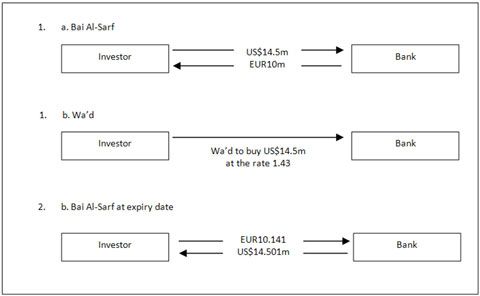 1. a. Bai Al-Sarf
Investor
US$14.5m
EUR10m
Bank
1. b. Wa’d
Investor
Wa’d to buy US$14.5m
at the rate 1.43
Bank
2. b. Bai Al-Sarf at expiry date
Investor
EUR10.141
US$14.501m
Bank